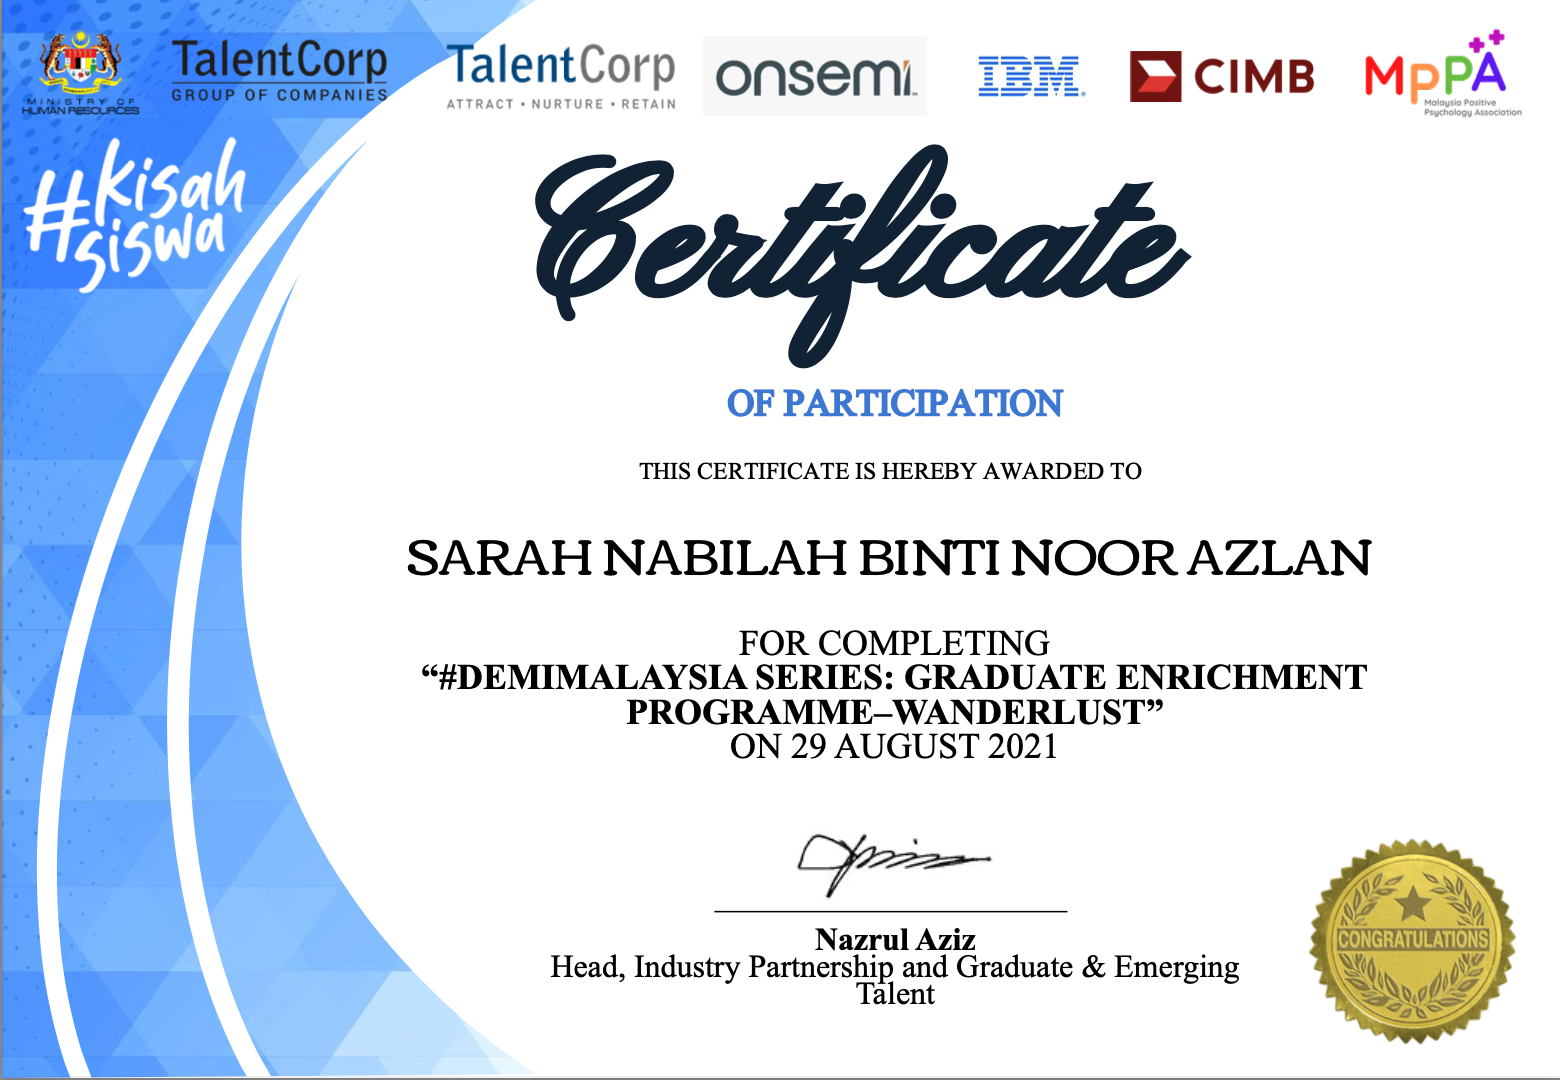 MINISTRY OF
HUMAN RESOURCES
TalentCorp
GROUP OF COMPANIES
TalentCorp
ATTRACT • NURTURE • RETAIN
onsemi™
IBM®
CIMB
MPPA
Malaysia Positive
Psychology Association
#kisah
siswa
Certificate
OF PARTICIPATION
THIS CERTIFICATE IS HEREBY AWARDED TO
SARAH NABILAH BINTI NOOR AZLAN
FOR COMPLETING
“#DEMIMALAYSIA SERIES: GRADUATE ENRICHMENT
PROGRAMME–WANDERLUST”
ON 29 AUGUST 2021
Nazrul Aziz
Head, Industry Partnership and Graduate & Emerging
Talent
CONGRATULATIONS